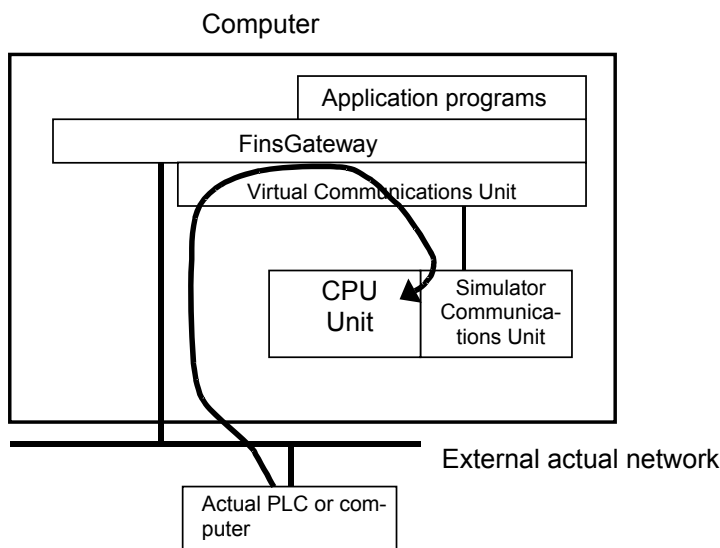 Computer
Application programs
FinsGateway
Virtual Communications Unit
CPU
Unit
Simulator
Communica-
tions Unit
External actual network
Actual PLC or com-
puter